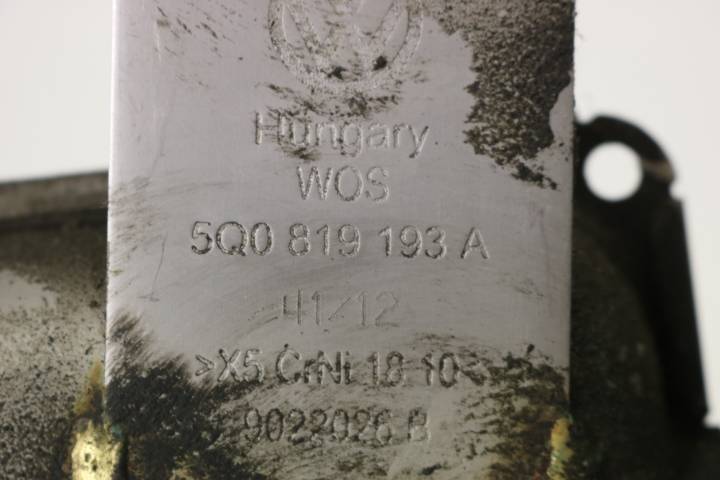 Hungary
WOS
5Q0 819 193 A
41/12
>X5 CrNi 18 10<
9022026 B